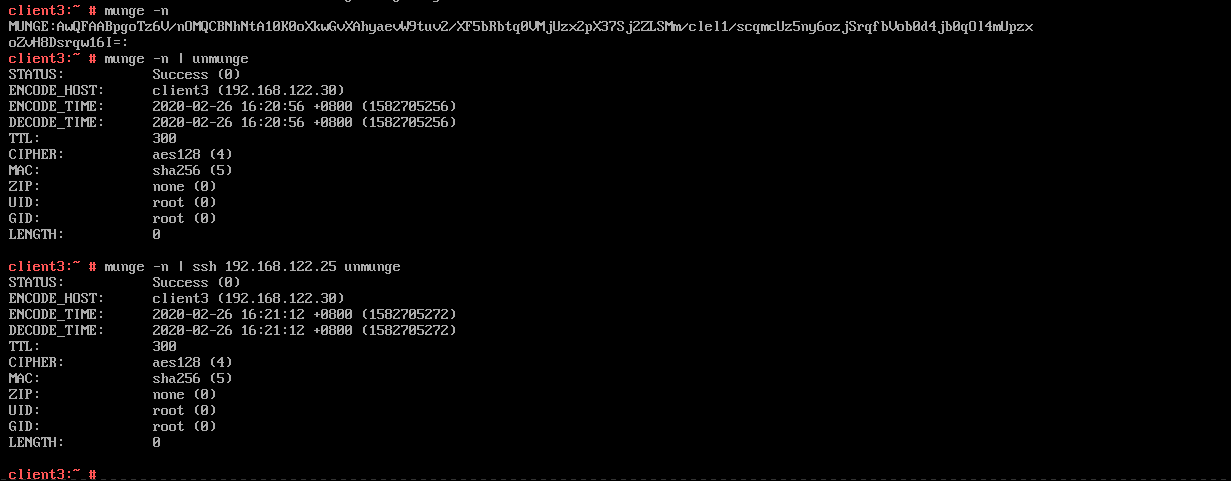 client3:~ # munge -n
MUNGE:AwQFAABpgoTz6V/nOMQCBNhNtA10K0oXkwGvXAhyaevW9tuv2/XF5bRbtq0VMjUzx2pX37Sj2ZLSMm/clel1/scqmcUz5ny6ozjSrqfbVob0d4jb0qOl4mUpzx
oZvH8Dsrqw16I=:
client3:~ # munge -n | unmunge
STATUS: Success (0)
ENCODE_HOST: client3 (192.168.122.30)
ENCODE_TIME: 2020-02-26 16:20:56 +0800 (1582705256)
DECODE_TIME: 2020-02-26 16:20:56 +0800 (1582705256)
TTL: 300
CIPHER: aes128 (4)
MAC: sha256 (5)
ZIP: none (0)
UID: root (0)
GID: root (0)
LENGTH: 0
client3:~ # munge -n | ssh 192.168.122.25 unmunge
STATUS: Success (0)
ENCODE_HOST: client3 (192.168.122.30)
ENCODE_TIME: 2020-02-26 16:21:12 +0800 (1582705272)
DECODE_TIME: 2020-02-26 16:21:12 +0800 (1582705272)
TTL: 300
CIPHER: aes128 (4)
MAC: sha256 (5)
ZIP: none (0)
UID: root (0)
GID: root (0)
LENGTH: 0
client3:~ #